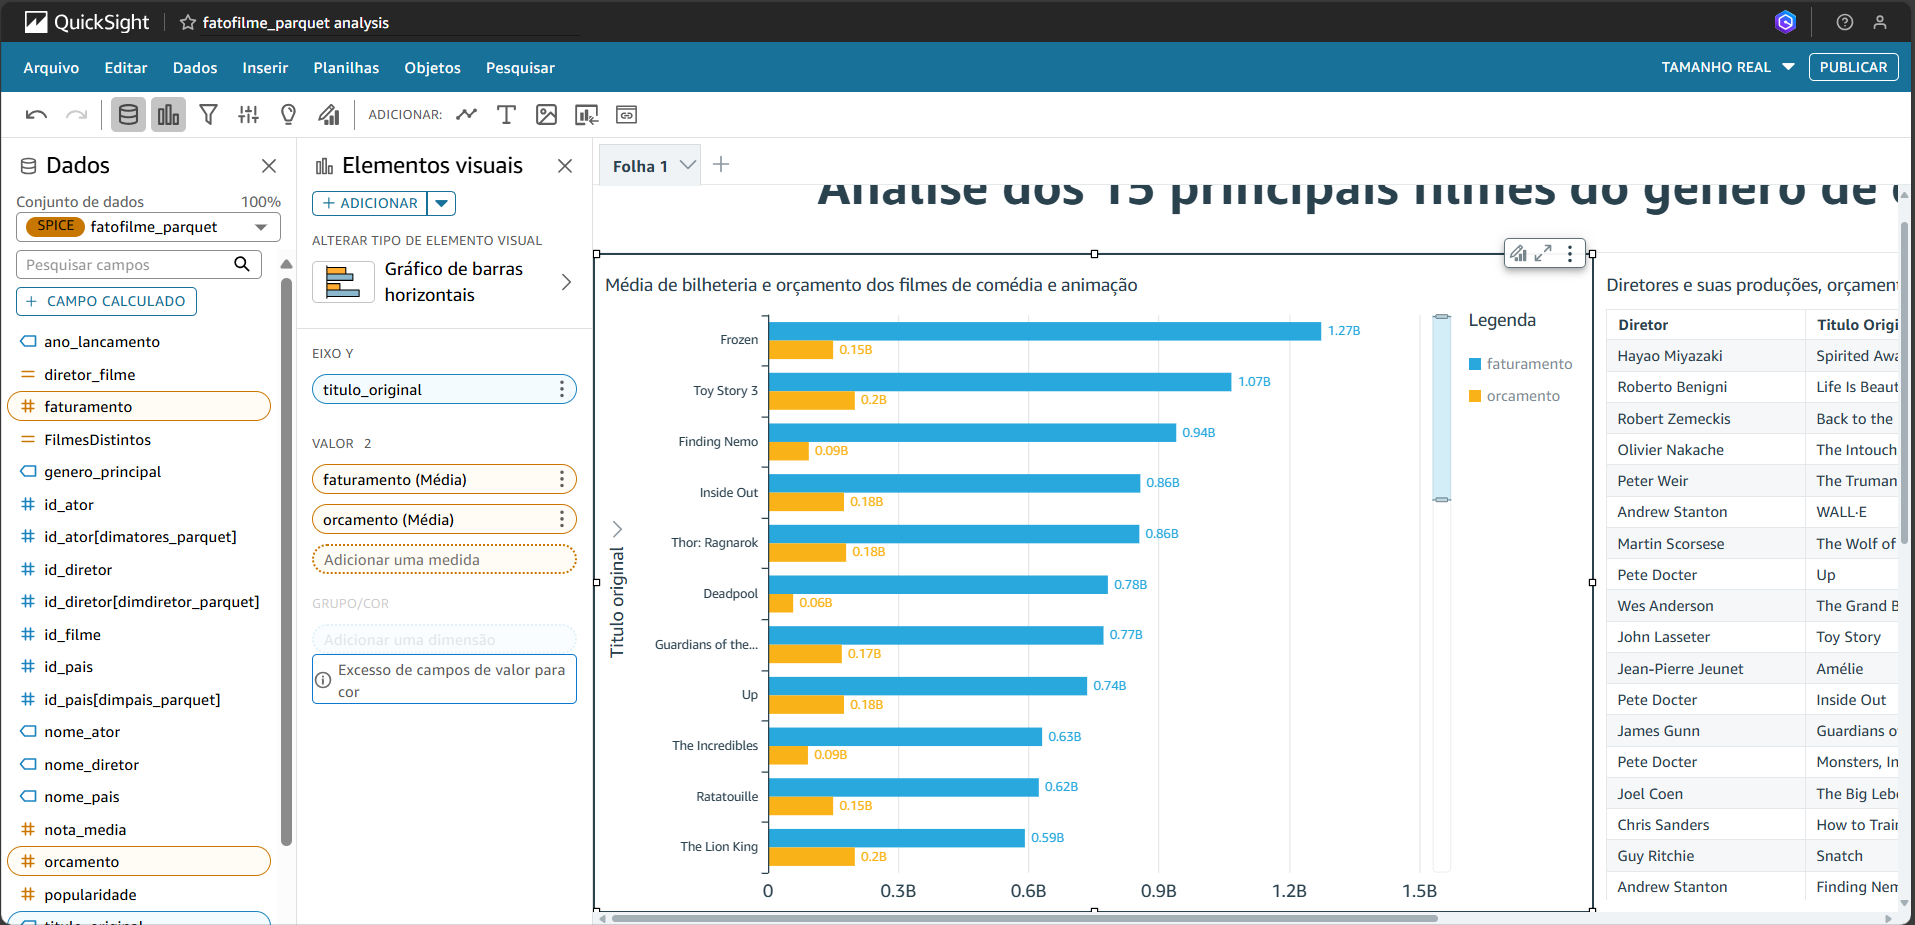 QuickSight
fatofilme_parquet analysis
Arquivo Editar Dados Inserir Planilhas Objetos Pesquisar
TAMANHO REAL PUBLICAR
ADICIONAR:
Dados
Conjunto de dados 100%
SPICE fatofilme_parquet
Pesquisar campos
+ CAMPO CALCULADO
ano_lancamento
diretor_filme
faturamento
FilmesDistintos
genero_principal
id_ator
id_ator[dimatores_parquet]
id_diretor
id_diretor[dimdiretor_parquet]
id_filme
id_pais
id_pais[dimpais_parquet]
nome_ator
nome_diretor
nome_pais
nota_media
orcamento
popularidade
titulo_original
Elementos visuais
+ ADICIONAR
ALTERAR TIPO DE ELEMENTO VISUAL
Gráfico de barras
horizontais
EIXO Y
titulo_original
VALOR 2
faturamento (Média)
orcamento (Média)
Adicionar uma medida
GRUPO/COR
Adicionar uma dimensão
Excesso de campos de valor para
cor
Folha 1
Análise dos 15 principais filmes do gênero de
Média de bilheteria e orçamento dos filmes de comédia e animação
Titulo original
Frozen 1.27B
0.15B
Toy Story 3 1.07B
0.2B
Finding Nemo 0.94B
0.09B
Inside Out 0.86B
0.18B
Thor: Ragnarok 0.86B
0.18B
Deadpool 0.78B
0.06B
Guardians of the... 0.77B
0.17B
Up 0.74B
0.18B
The Incredibles 0.63B
0.09B
Ratatouille 0.62B
0.15B
The Lion King 0.59B
0.2B
0 0.3B 0.6B 0.9B 1.2B 1.5B
Legenda
faturamento
orcamento
Diretores e suas produções, orçamen
Diretor Titulo Origi
Hayao Miyazaki Spirited Awa
Roberto Benigni Life Is Beaut
Robert Zemeckis Back to the
Olivier Nakache The Intouch
Peter Weir The Truman
Andrew Stanton WALL·E
Martin Scorsese The Wolf of
Pete Docter Up
Wes Anderson The Grand B
John Lasseter Toy Story
Jean-Pierre Jeunet Amélie
Pete Docter Inside Out
James Gunn Guardians o
Pete Docter Monsters, In
Joel Coen The Big Lebo
Chris Sanders How to Train
Guy Ritchie Snatch
Andrew Stanton Finding Nem